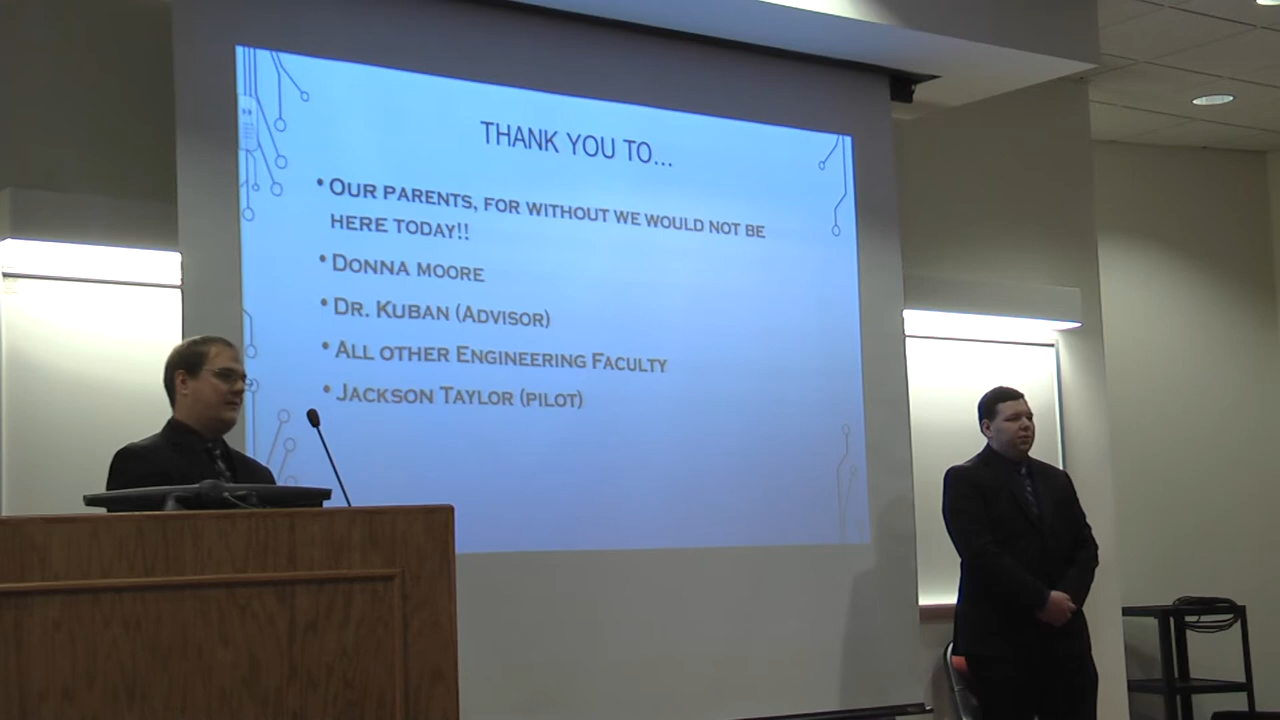 THANK YOU TO...
• OUR PARENTS, FOR WITHOUT WE WOULD NOT BE
HERE TODAY!!
• DONNA MOORE
• DR. KUBAN (ADVISOR)
• ALL OTHER ENGINEERING FACULTY
• JACKSON TAYLOR (PILOT)